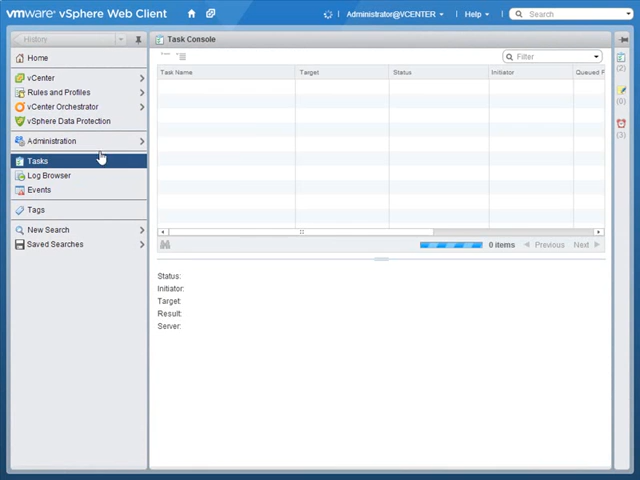 vmware® vSphere Web Client
Administrator@VCENTER
Help
Search
History
Home
vCenter
Rules and Profiles
vCenter Orchestrator
vSphere Data Protection
Administration
Tasks
Log Browser
Events
Tags
New Search
Saved Searches
Task Console
Filter
Task Name Target Status Initiator Queued F
0 items Previous Next
Status:
Initiator:
Target:
Result:
Server:
(2)
(0)
(3)